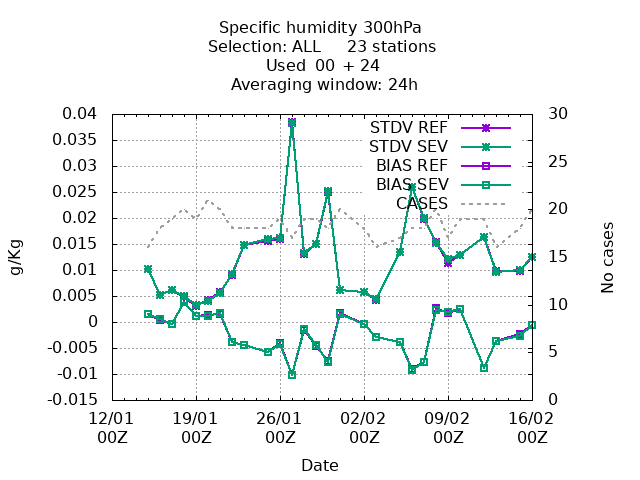 Specific humidity 300hPa
Selection: ALL 23 stations
Used 00 + 24
Averaging window: 24h
0.04
0.035
0.03
0.025
0.02
0.015
0.01
0.005
0
-0.005
-0.01
-0.015
g/Kg
STDV REF
STDV SEV
BIAS REF
BIAS SEV
CASES
30
25
20
15
10
5
0
No cases
12/01 19/01 26/01 02/02 09/02 16/02
00Z 00Z 00Z 00Z 00Z 00Z
Date